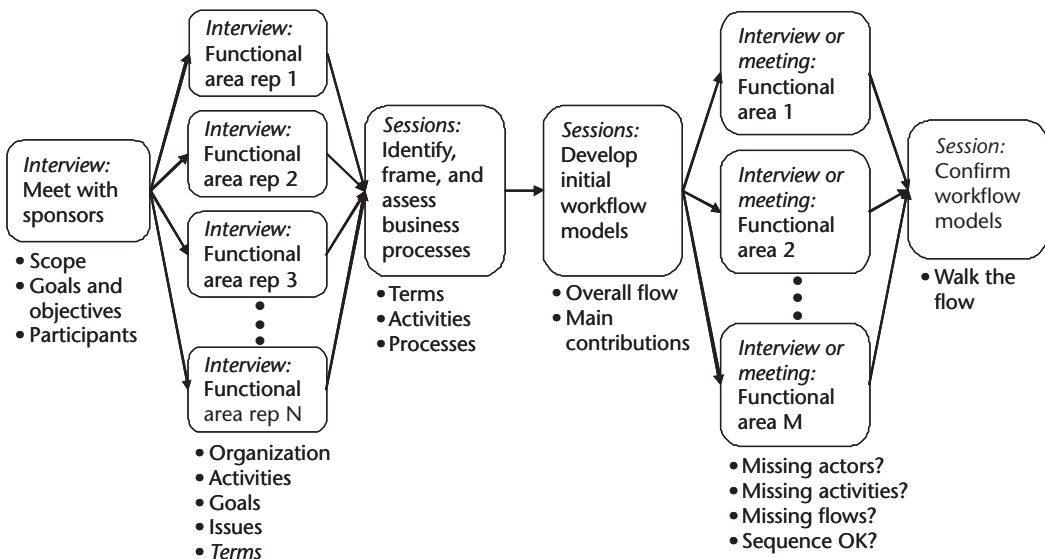 Interview:
Meet with
sponsors
• Scope
• Goals and
objectives
• Participants
Interview:
Functional
area rep 1
Interview:
Functional
area rep 2
Interview:
Functional
area rep 3
Interview:
Functional
area rep N
• Organization
• Activities
• Goals
• Issues
• Terms
Sessions:
Identify,
frame, and
assess
business
processes
• Terms
• Activities
• Processes
Sessions:
Develop
initial
workflow
models
• Overall flow
• Main
contributions
Interview or
meeting:
Functional
area 1
Interview or
meeting:
Functional
area 2
Interview or
meeting:
Functional
area M
• Missing actors?
• Missing activities?
• Missing flows?
• Sequence OK?
Session:
Confirm
workflow
models
• Walk the
flow